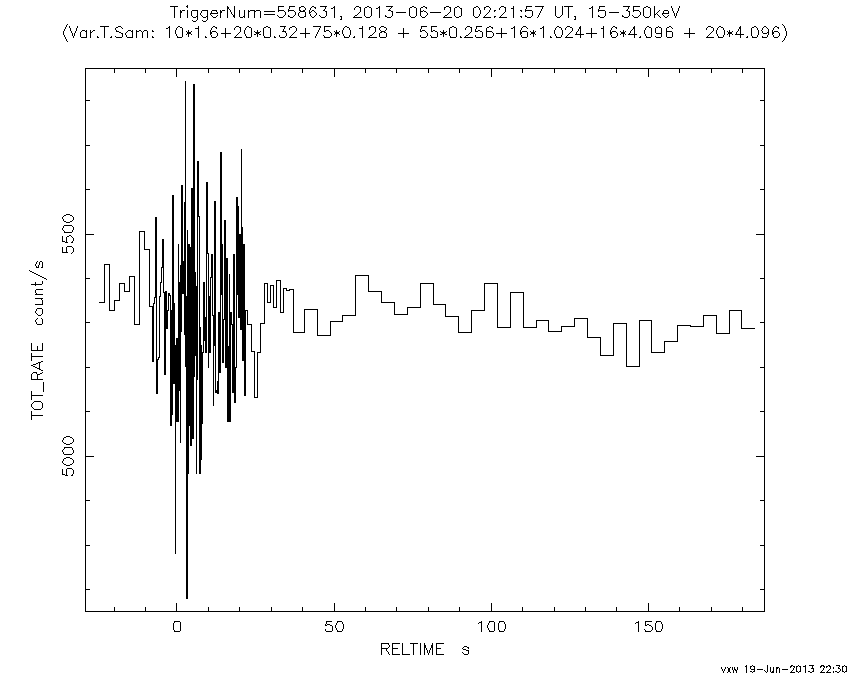 TriggerNum=558631, 2013-06-20 02:21:57 UT, 15-350keV
(Var.T.Sam: 10*1.6+20*0.32+75*0.128 + 55*0.256+16*1.024+16*4.096 + 20*4.096)
TOT_RATE count/s
5500
5000
0 50 100 150
RELTIME s
vxw 19-Jun-2013 22:30